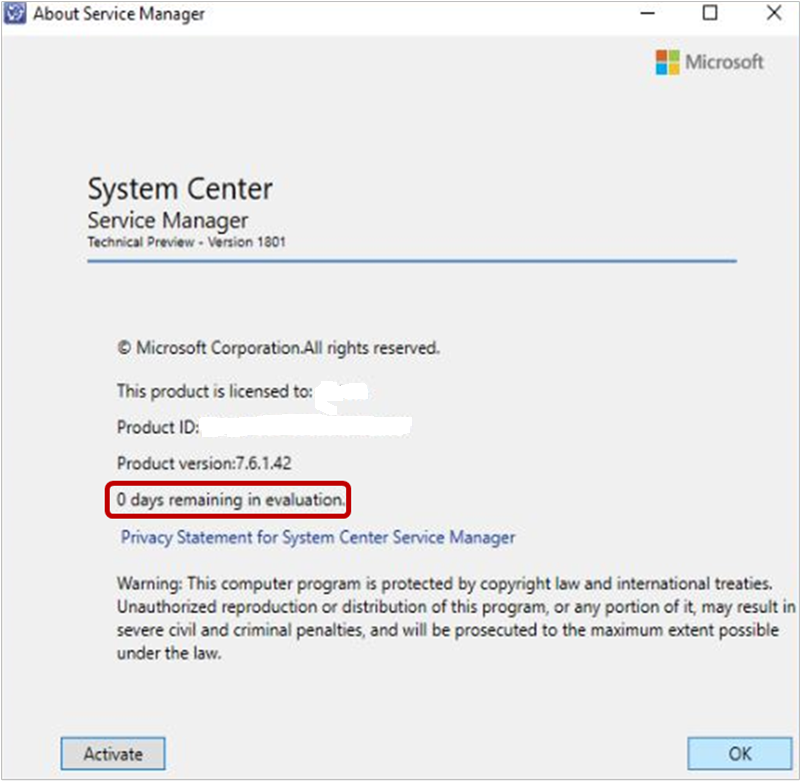 About Service Manager
Microsoft
System Center
Service Manager
Technical Preview - Version 1801
© Microsoft Corporation.All rights reserved.
This product is licensed to:
Product ID:
Product version:7.6.1.42
0 days remaining in evaluation.
Privacy Statement for System Center Service Manager
Warning: This computer program is protected by copyright law and international treaties.
Unauthorized reproduction or distribution of this program, or any portion of it, may result in
severe civil and criminal penalties, and will be prosecuted to the maximum extent possible
under the law.
Activate
OK